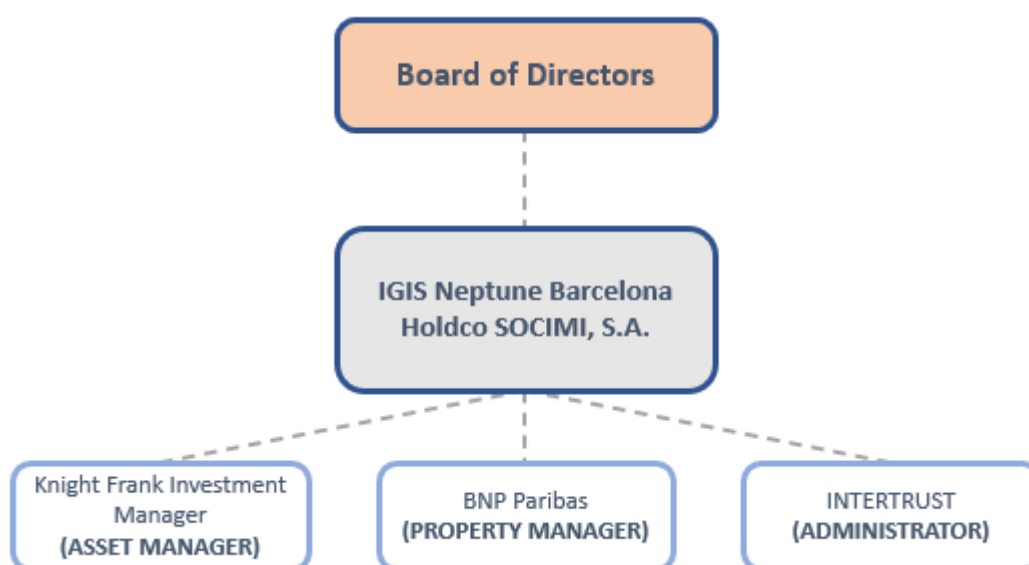 Board of Directors
IGIS Neptune Barcelona
Holdco SOCIMI, S.A.
Knight Frank Investment
Manager
(ASSET MANAGER)
BNP Paribas
(PROPERTY MANAGER)
INTERTRUST
(ADMINISTRATOR)